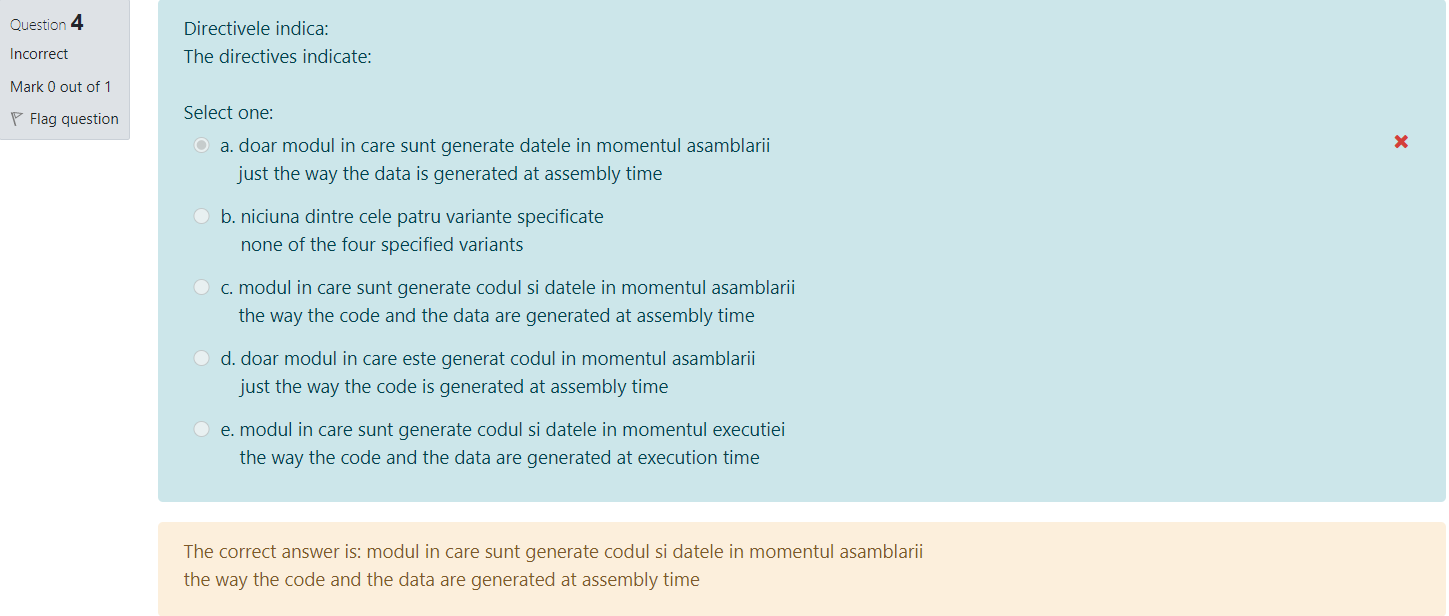 Question 4
Incorrect
Mark 0 out of 1
Flag question
Directivele indica:
The directives indicate:
Select one:
a. doar modul in care sunt generate datele in momentul asamblarii
just the way the data is generated at assembly time
b. niciuna dintre cele patru variante specificate
none of the four specified variants
c. modul in care sunt generate codul si datele in momentul asamblarii
the way the code and the data are generated at assembly time
d. doar modul in care este generat codul in momentul asamblarii
just the way the code is generated at assembly time
e. modul in care sunt generate codul si datele in momentul executiei
the way the code and the data are generated at execution time
The correct answer is: modul in care sunt generate codul si datele in momentul asamblarii
the way the code and the data are generated at assembly time